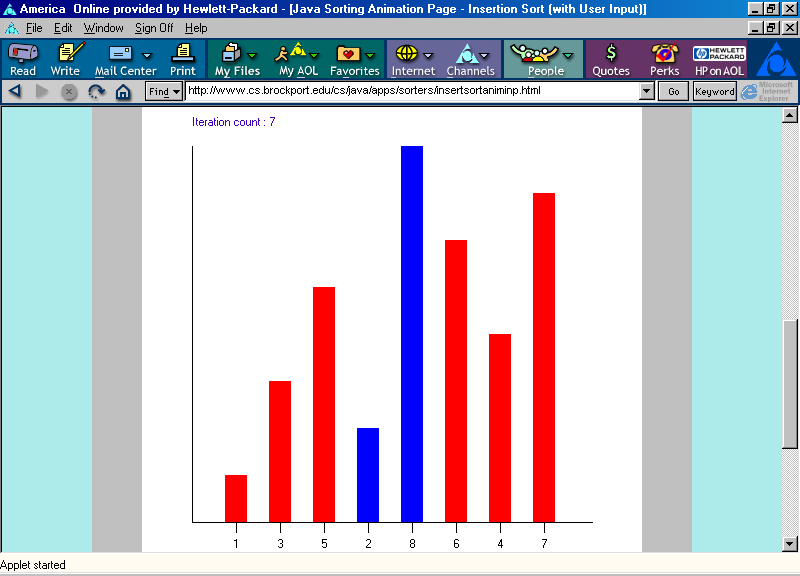 America Online provided by Hewlett-Packard - [Java Sorting Animation Page - Insertion Sort (with User Input)]
File Edit Window Sign Off Help
Read Write Mail Center Print My Files My AOL Favorites Internet Channels People Quotes Perks HP on AOL
HEWLETT PACKARD
Find http://www.cs.brockport.edu/cs/java/apps/sorters/insertsortaniminp.html Go Keyword Microsoft Internet Explorer
Iteration count : 7
1 3 5 2 8 6 4 7
Applet started